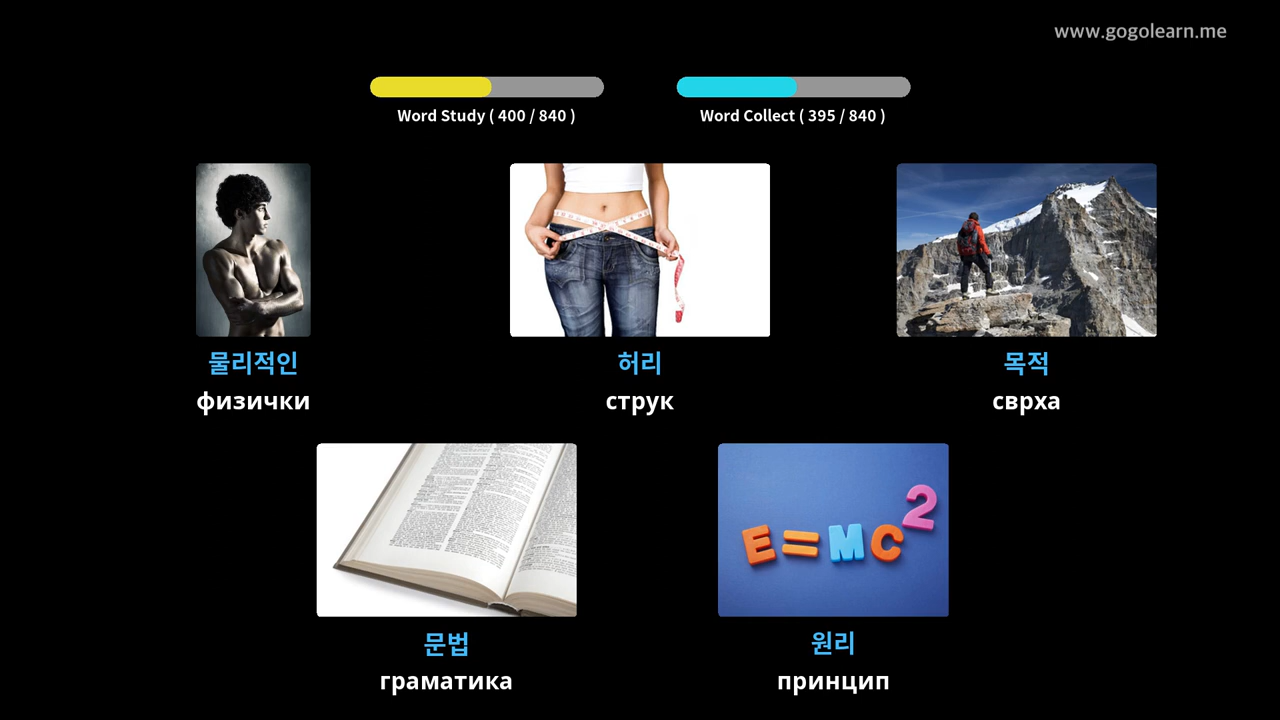 www.gogolearn.me
Word Study ( 400 / 840 )
Word Collect ( 395 / 840 )
물리적인
физички
허리
струк
목적
сврха
E=MC2
문법
граматика
원리
принцип